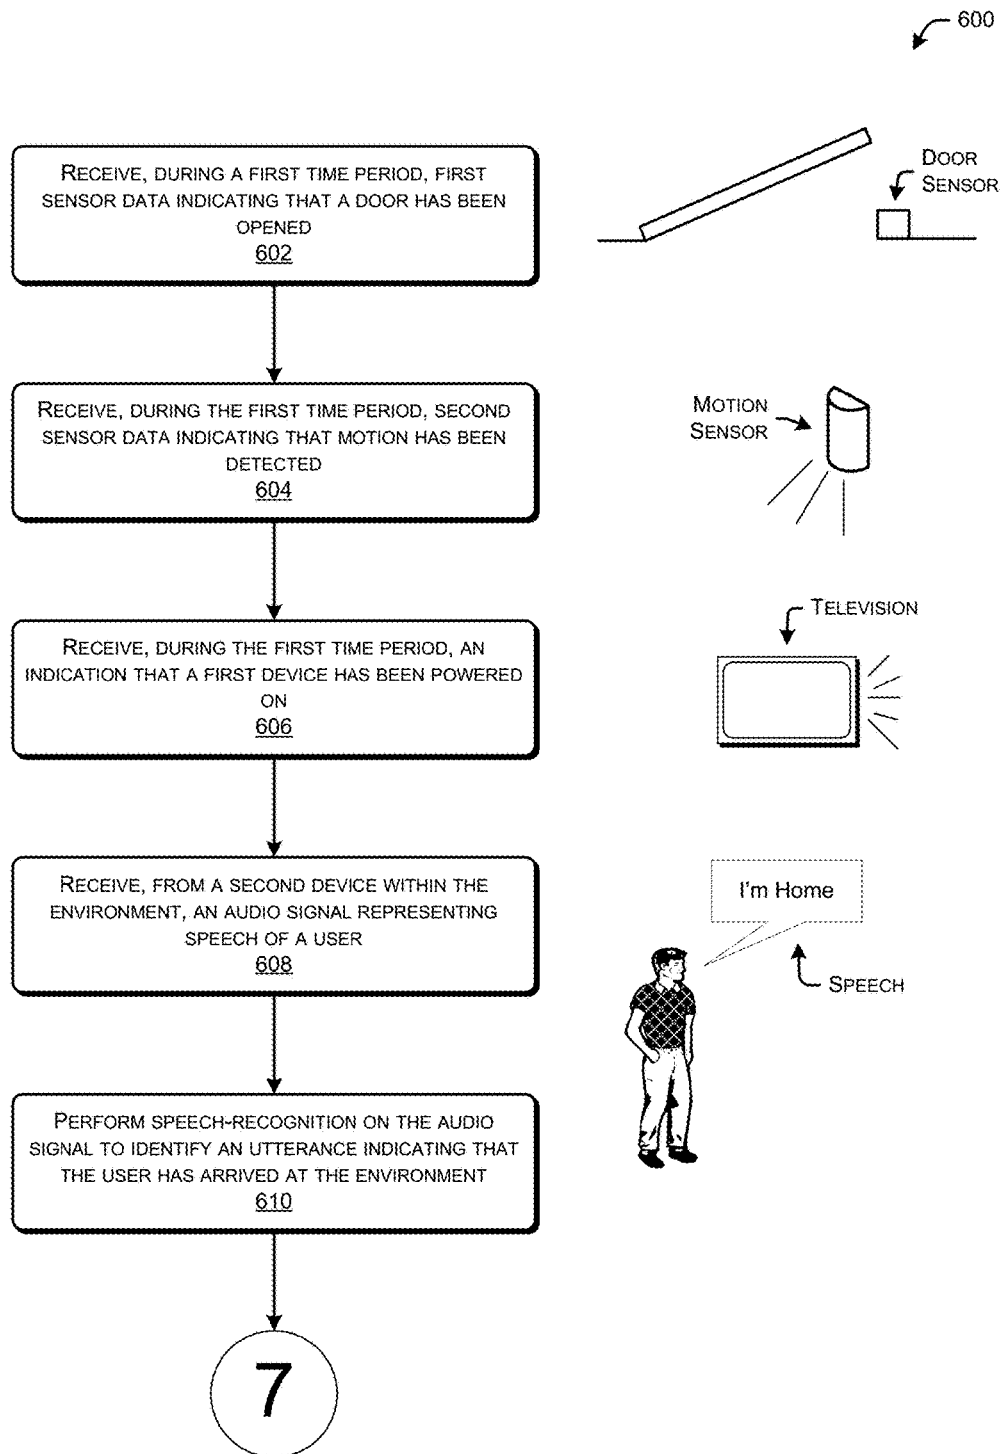 600
RECEIVE, DURING A FIRST TIME PERIOD, FIRST
SENSOR DATA INDICATING THAT A DOOR HAS BEEN
OPENED
602
DOOR
SENSOR
RECEIVE, DURING THE FIRST TIME PERIOD, SECOND
SENSOR DATA INDICATING THAT MOTION HAS BEEN
DETECTED
604
MOTION
SENSOR
RECEIVE, DURING THE FIRST TIME PERIOD, AN
INDICATION THAT A FIRST DEVICE HAS BEEN POWERED
ON
606
TELEVISION
RECEIVE, FROM A SECOND DEVICE WITHIN THE
ENVIRONMENT, AN AUDIO SIGNAL REPRESENTING
SPEECH OF A USER
608
I'm Home
SPEECH
PERFORM SPEECH-RECOGNITION ON THE AUDIO
SIGNAL TO IDENTIFY AN UTTERANCE INDICATING THAT
THE USER HAS ARRIVED AT THE ENVIRONMENT
610
7